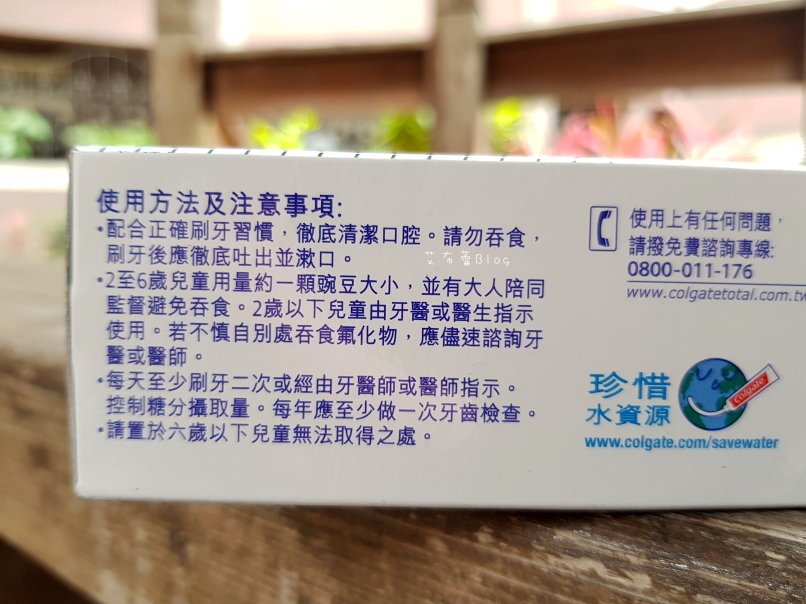 使用方法及注意事項:
•配合正確刷牙習慣，徹底清潔口腔。請勿吞食，
刷牙後應徹底吐出並漱口。
•2至6歲兒童用量約一顆豌豆大小，並有大人陪同
監督避免吞食。2歲以下兒童由牙醫或醫生指示
使用。若不慎自別處吞食氟化物，應儘速諮詢牙
醫或醫師。
•每天至少刷牙二次或經由牙醫師或醫師指示。
控制糖分攝取量。每年應至少做一次牙齒檢查。
•請置於六歲以下兒童無法取得之處。
艾布蕾Blog
使用上有任何問題，
請撥免費諮詢專線:
0800-011-176
www.colgatetotal.com.tw
珍惜
水資源
Colgate
www.colgate.com/savewater